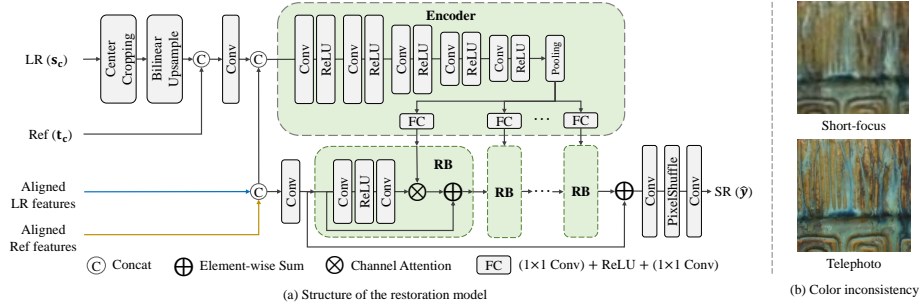 Encoder
LR (s_c)
Center Cropping
Bilinear Upsample
C
Conv
C
Conv
ReLU
Conv
ReLU
Conv
ReLU
Conv
ReLU
Conv
ReLU
Pooling
Short-focus
Ref (t_c)
FC
FC
...
FC
RB
Aligned
LR features
C
Conv
Conv
ReLU
Conv
RB
......
RB
Conv
PixelShuffle
Conv
SR (ŷ)
Aligned
Ref features
Telephoto
C Concat
Element-wise Sum
Channel Attention
FC (1×1 Conv) + ReLU + (1×1 Conv)
(a) Structure of the restoration model
(b) Color inconsistency